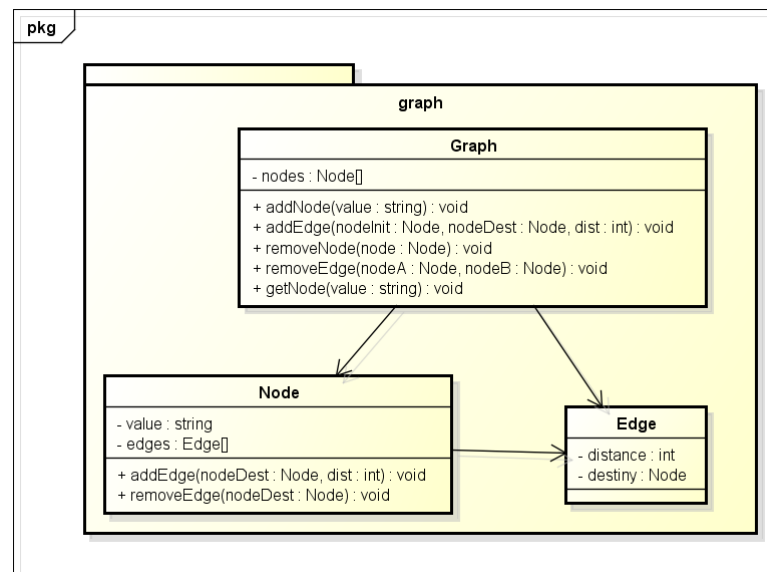 pkg
graph
Graph
- nodes : Node[]
+ addNode(value : string) : void
+ addEdge(nodeInit : Node, nodeDest : Node, dist : int) : void
+ removeNode(node : Node) : void
+ removeEdge(nodeA : Node, nodeB : Node) : void
+ getNode(value : string) : void
Node
- value : string
- edges : Edge[]
+ addEdge(nodeDest : Node, dist : int) : void
+ removeEdge(nodeDest : Node) : void
Edge
- distance : int
- destiny : Node